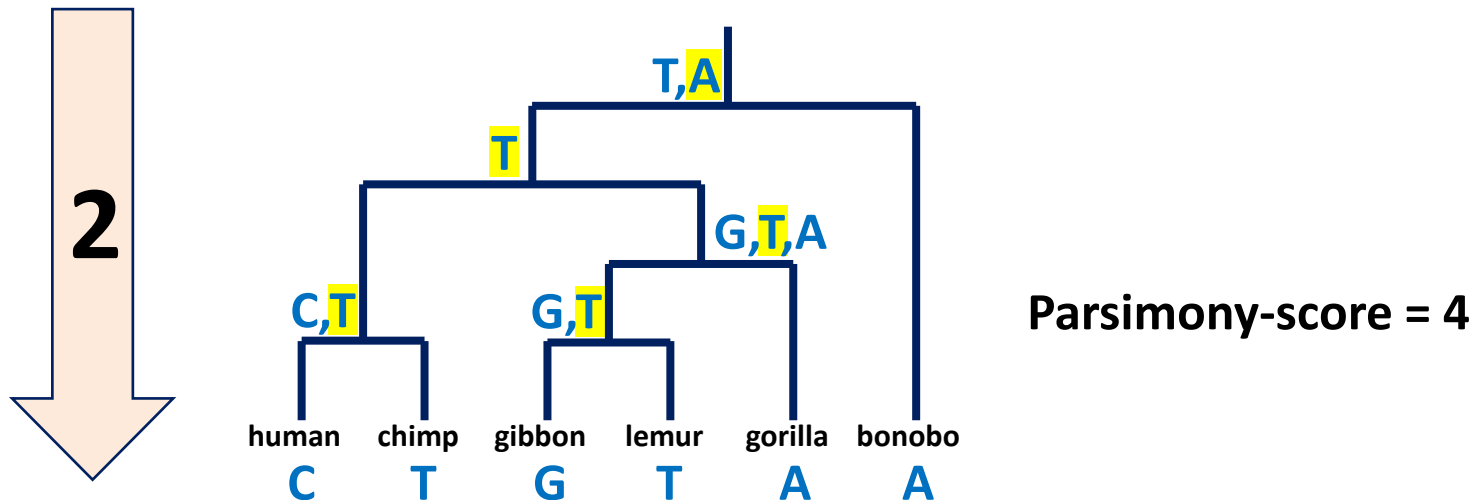 T,A
T
2
G,T,A
C,T
G,T
Parsimony-score = 4
human chimp gibbon lemur gorilla bonobo
C T G T A A